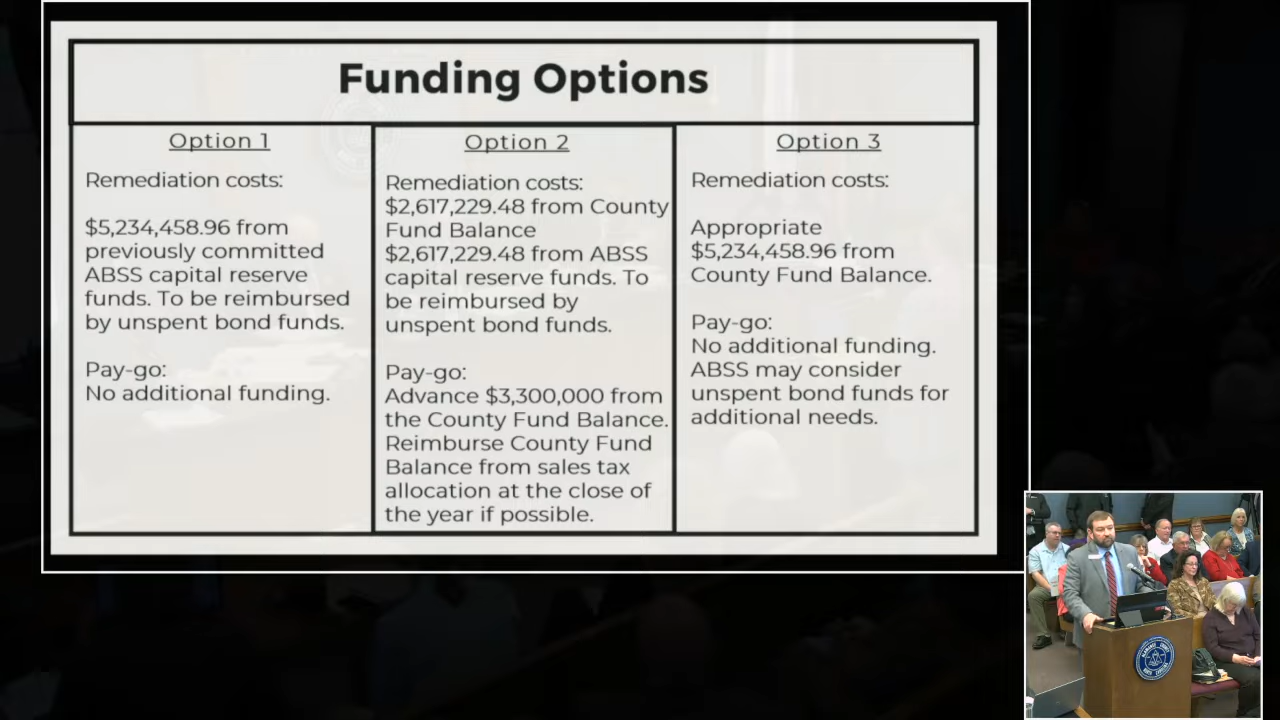 Funding Options
Option 1
Remediation costs:
$5,234,458.96 from
previously committed
ABSS capital reserve
funds. To be reimbursed
by unspent bond funds.
Pay-go:
No additional funding.
Option 2
Remediation costs:
$2,617,229.48 from County
Fund Balance
$2,617,229.48 from ABSS
capital reserve funds. To
be reimbursed by
unspent bond funds.
Pay-go:
Advance $3,300,000 from
the County Fund Balance.
Reimburse County Fund
Balance from sales tax
allocation at the close of
the year if possible.
Option 3
Remediation costs:
Appropriate
$5,234,458.96 from
County Fund Balance.
Pay-go:
No additional funding.
ABSS may consider
unspent bond funds for
additional needs.